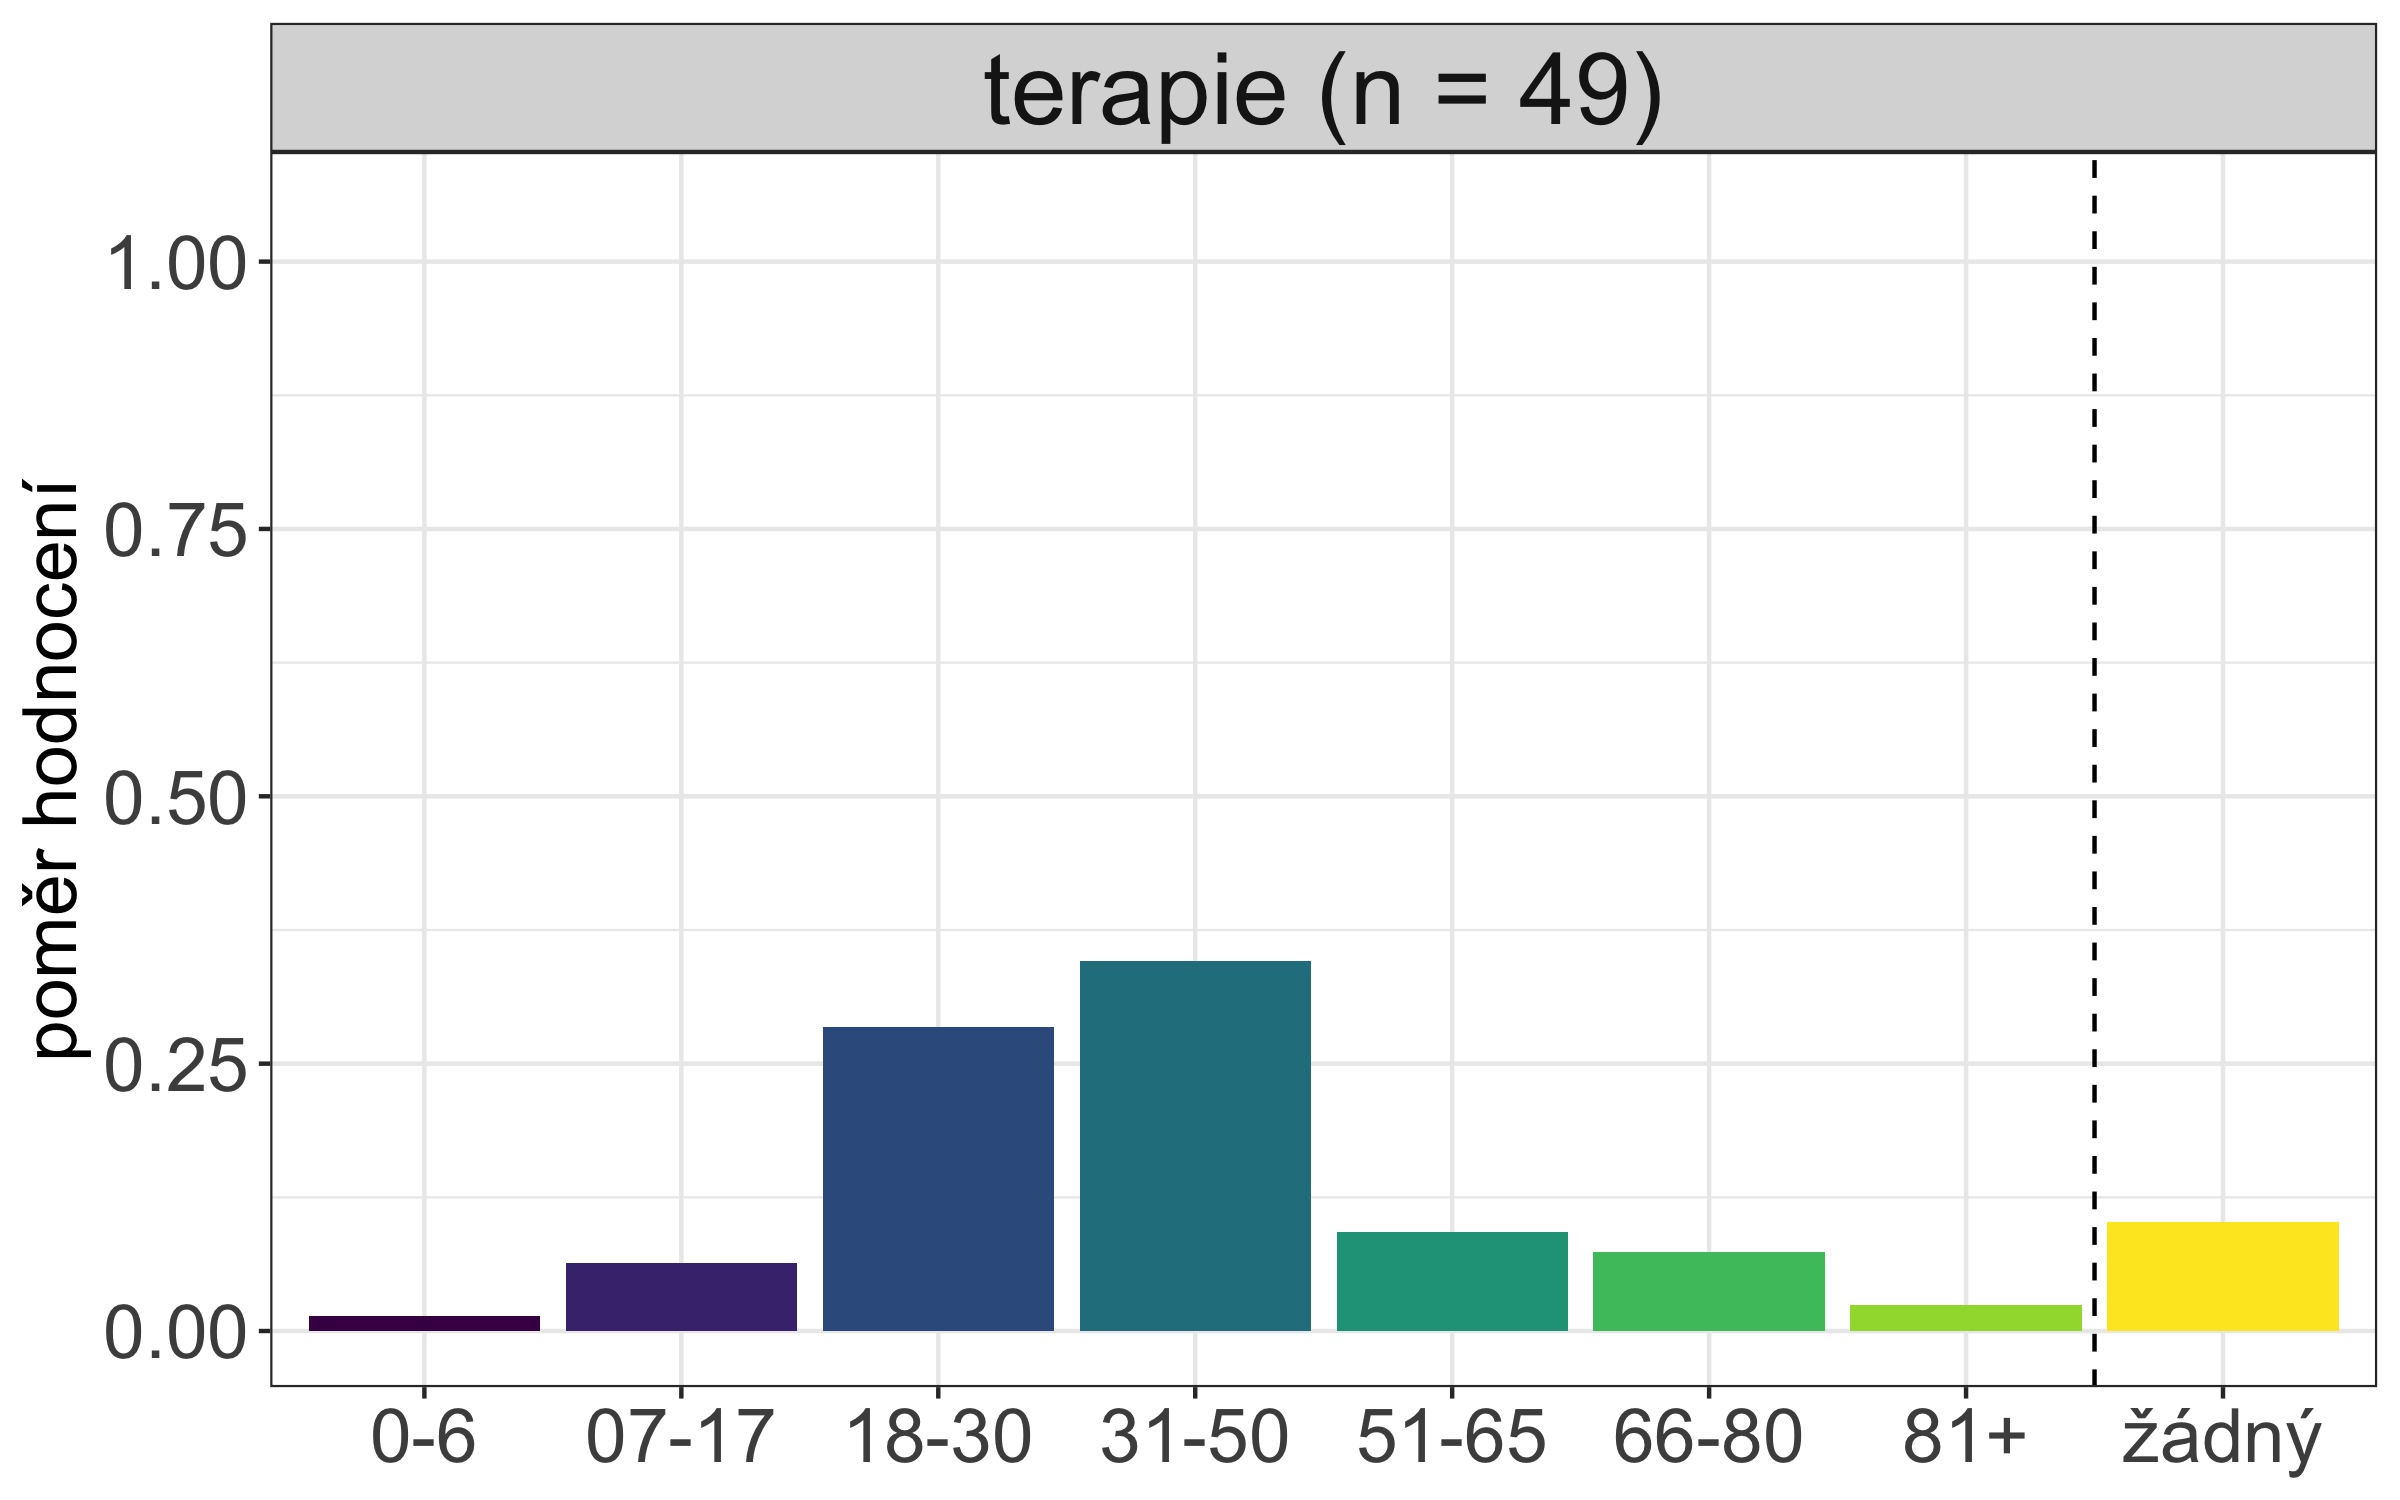 terapie (n = 49)
poměr hodnocení
1.00
0.75
0.50
0.25
0.00
0-6 07-17 18-30 31-50 51-65 66-80 81+ žádný